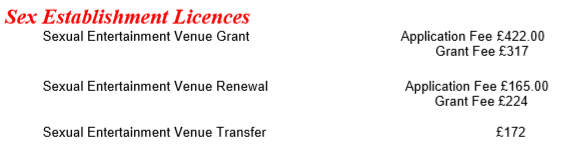 Sex Establishment Licences
Sexual Entertainment Venue Grant Application Fee £422.00
Grant Fee £317
Sexual Entertainment Venue Renewal Application Fee £165.00
Grant Fee £224
Sexual Entertainment Venue Transfer £172